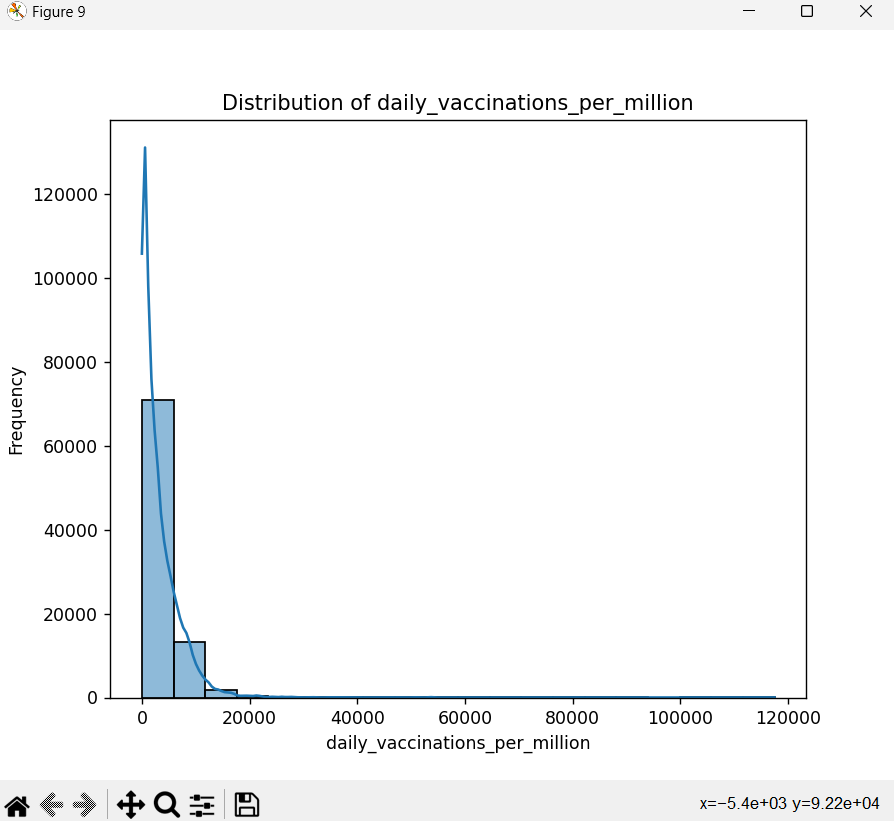 Figure 9
Distribution of daily_vaccinations_per_million
120000
100000
80000
60000
40000
20000
0
Frequency
0 20000 40000 60000 80000 100000 120000
daily_vaccinations_per_million
x=−5.4e+03 y=9.22e+04